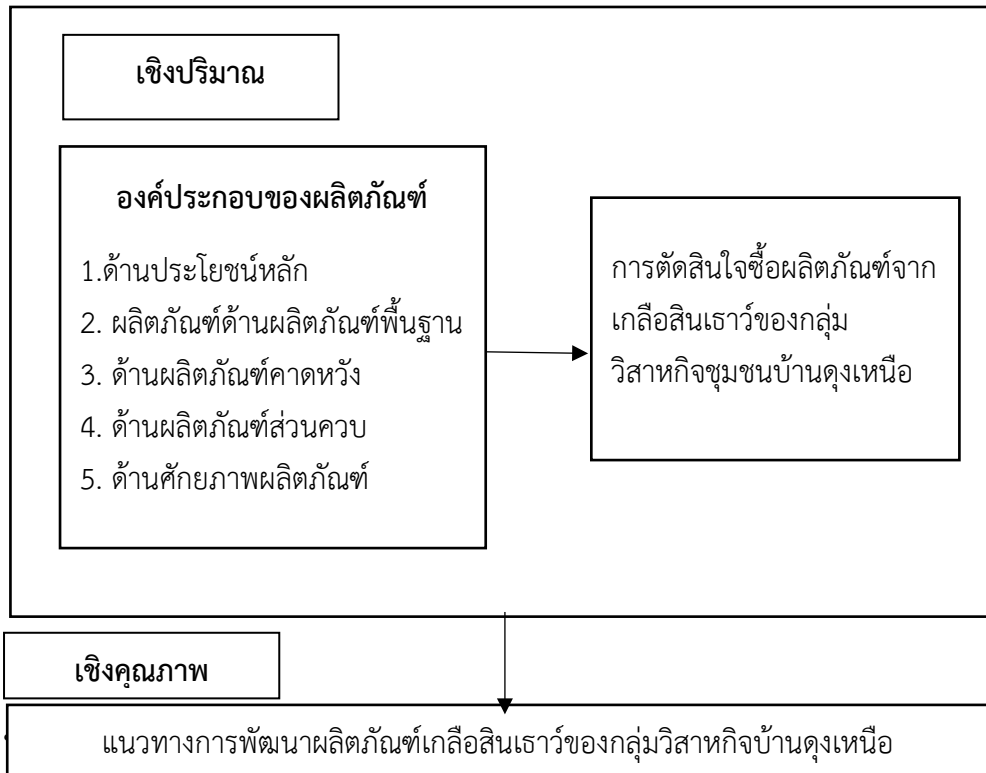 เชิงปริมาณ
องค์ประกอบของผลิตภัณฑ์
1.ด้านประโยชน์หลัก
2. ผลิตภัณฑ์ด้านผลิตภัณฑ์พื้นฐาน
3. ด้านผลิตภัณฑ์คาดหวัง
4. ด้านผลิตภัณฑ์ส่วนควบ
5. ด้านศักยภาพผลิตภัณฑ์
การตัดสินใจซื้อผลิตภัณฑ์จาก
เกลือสินเธาว์ของกลุ่ม
วิสาหกิจชุมชนบ้านดุงเหนือ
เชิงคุณภาพ
แนวทางการพัฒนาผลิตภัณฑ์เกลือสินเธาว์ของกลุ่มวิสาหกิจบ้านดุงเหนือ